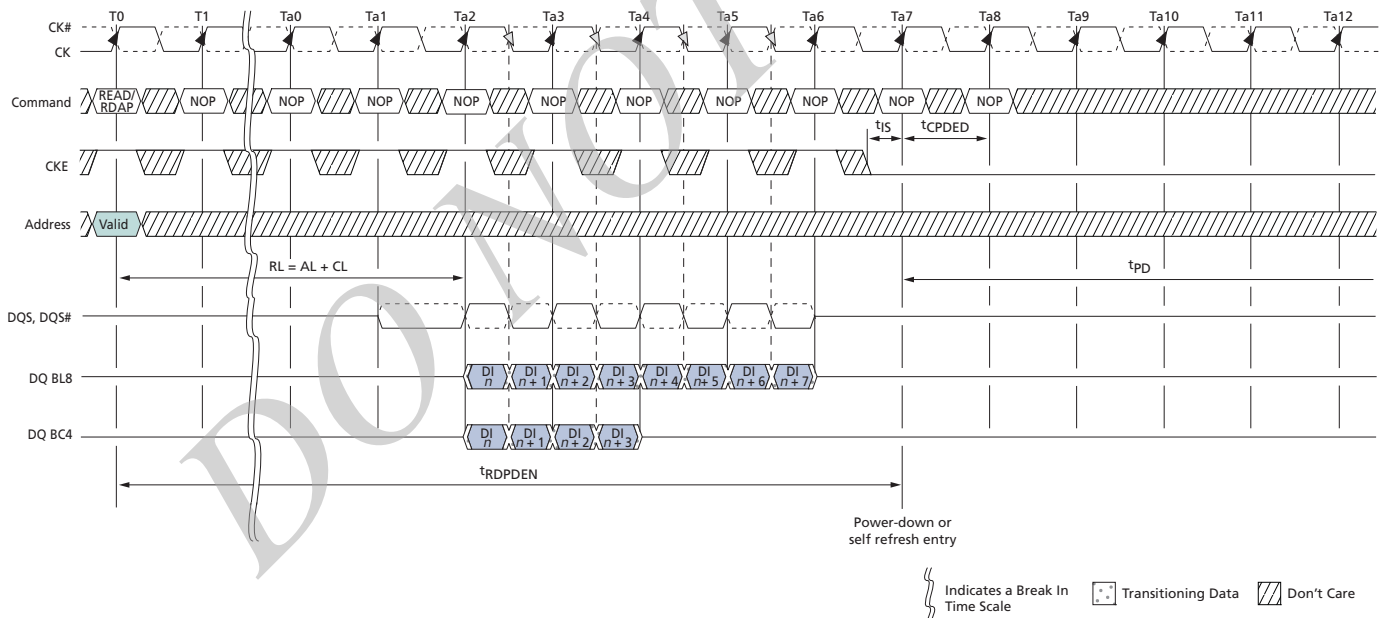 T0 T1 Ta0 Ta1 Ta2 Ta3 Ta4 Ta5 Ta6 Ta7 Ta8 Ta9 Ta10 Ta11 Ta12
CK#
CK
Command READ/ NOP NOP NOP NOP NOP NOP NOP NOP NOP NOP
RDAP
tIS tCPDED
CKE
Address Valid
RL = AL + CL tPD
DQS, DQS#
DQ BL8 DI DI DI DI DI DI DI DI
n n + 1 n + 2 n + 3 n + 4 n+ 5 n + 6 n + 7
DQ BC4 DI DI DI DI
n n + 1 n + 2 n + 3
tRDPDEN
Power-down or
self refresh entry
Indicates a Break In
Time Scale
Transitioning Data
Don't Care
DO NOT